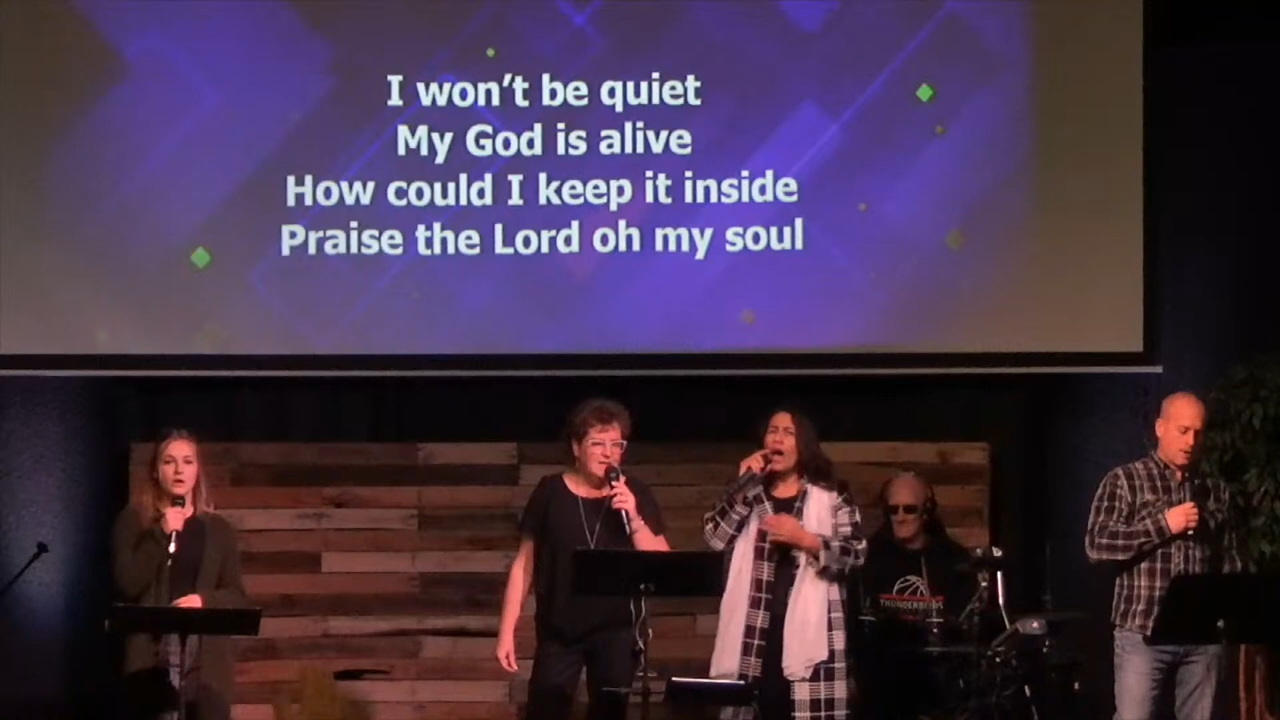 I won't be quiet
My God is alive
How could I keep it inside
Praise the Lord oh my soul
THUNDERBIRDS